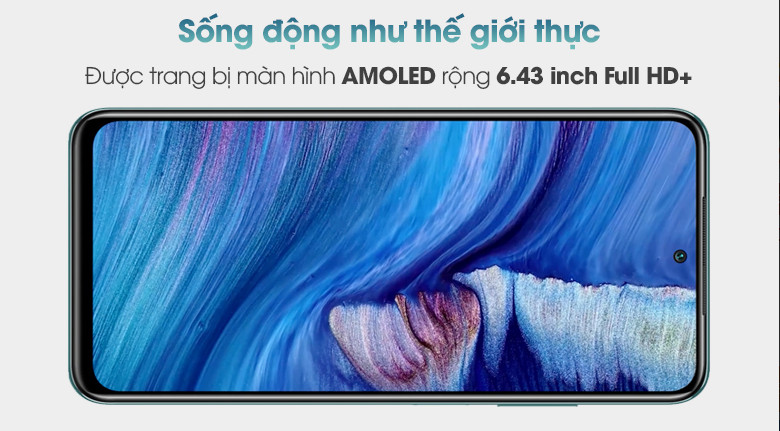 Sống động như thế giới thực
Được trang bị màn hình AMOLED rộng 6.43 inch Full HD+